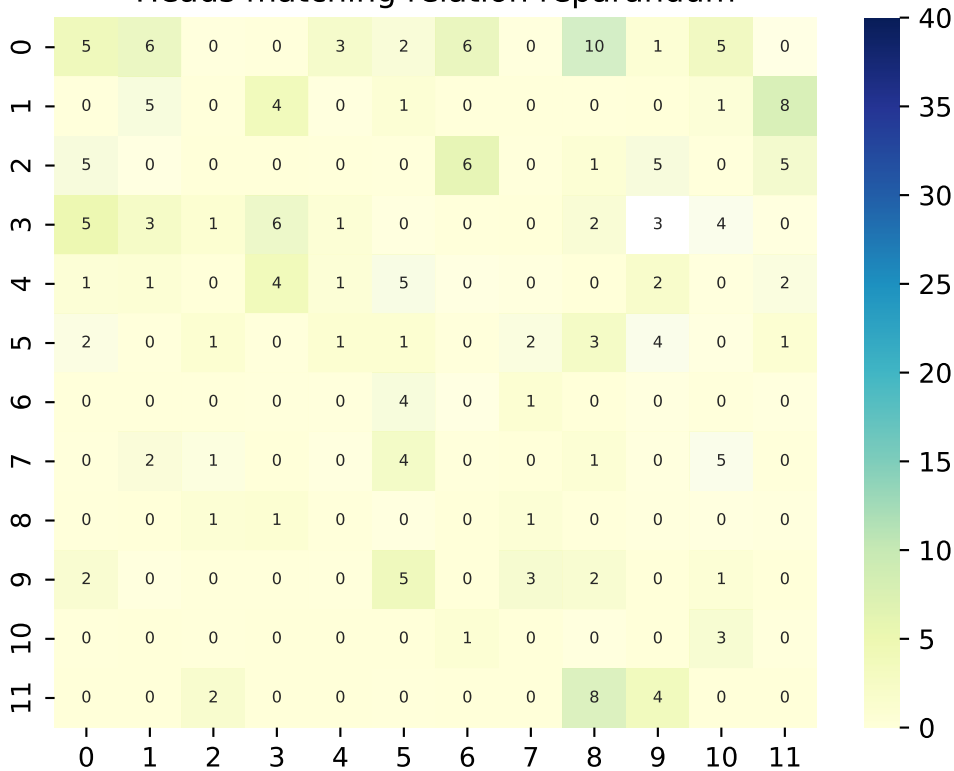 Heads matching relation reparandum
40
0 5 6 0 0 3 2 6 0 10 1 5 0
35
1 0 5 0 4 0 1 0 0 0 0 1 8
2 5 0 0 0 0 0 6 0 1 5 0 5
30
3 5 3 1 6 1 0 0 0 2 3 4 0
25
4 1 1 0 4 1 5 0 0 0 2 0 2
5 2 0 1 0 1 1 0 2 3 4 0 1
20
6 0 0 0 0 0 4 0 1 0 0 0 0
15
7 0 2 1 0 0 4 0 0 1 0 5 0
8 0 0 1 1 0 0 0 1 0 0 0 0
10
9 2 0 0 0 0 5 0 3 2 0 1 0
5
10 0 0 0 0 0 0 1 0 0 0 3 0
11 0 0 2 0 0 0 0 0 8 4 0 0
0
0 1 2 3 4 5 6 7 8 9 10 11